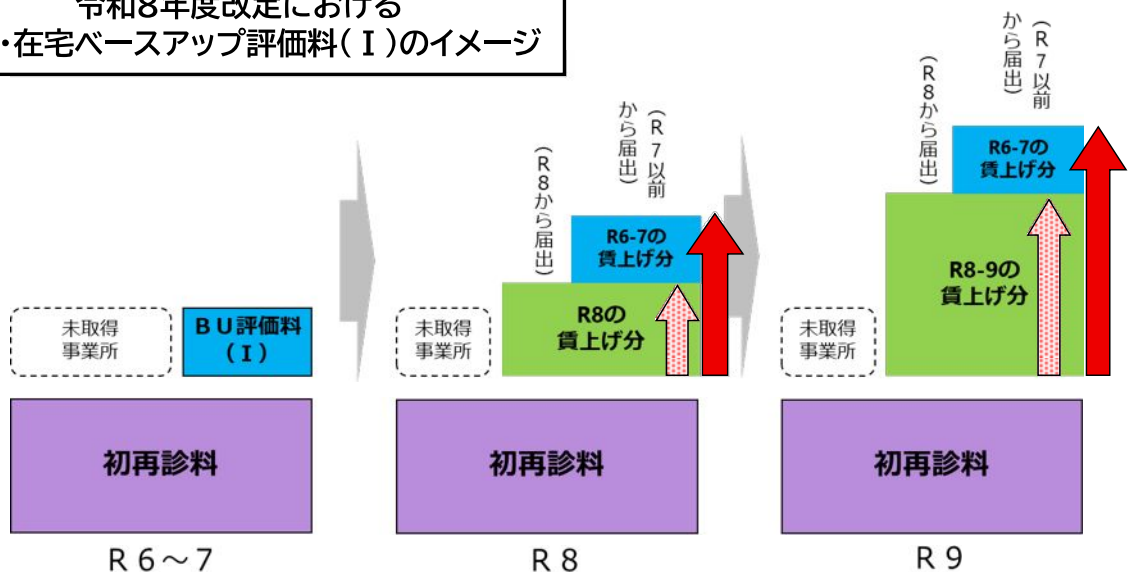 令和8年度改定における
・在宅ベースアップ評価料(Ⅰ)のイメージ
未取得
事業所
BU評価料
(Ⅰ)
初再診料
R6～7
(R8から届出)
(R7以前
から届出)
R6-7の
賃上げ分
R8の
賃上げ分
未取得
事業所
初再診料
R8
(R8から届出)
(R7以前
から届出)
R6-7の
賃上げ分
R8-9の
賃上げ分
未取得
事業所
初再診料
R9